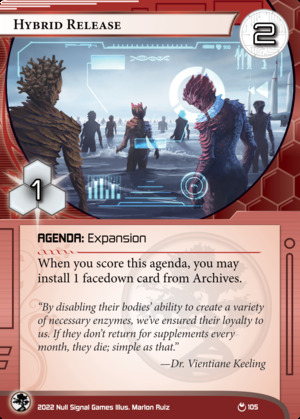 Hybrid Release
2
1
AGENDA: Expansion
When you score this agenda, you may
install 1 facedown card from Archives.
“By disabling their bodies’ ability to create a variety
of necessary enzymes, we’ve ensured their loyalty to
us. If they don’t return for supplements every
month, they die; simple as that.”
—Dr. Vientiane Keeling
2022 Null Signal Games Illus. Marlon Ruiz
105